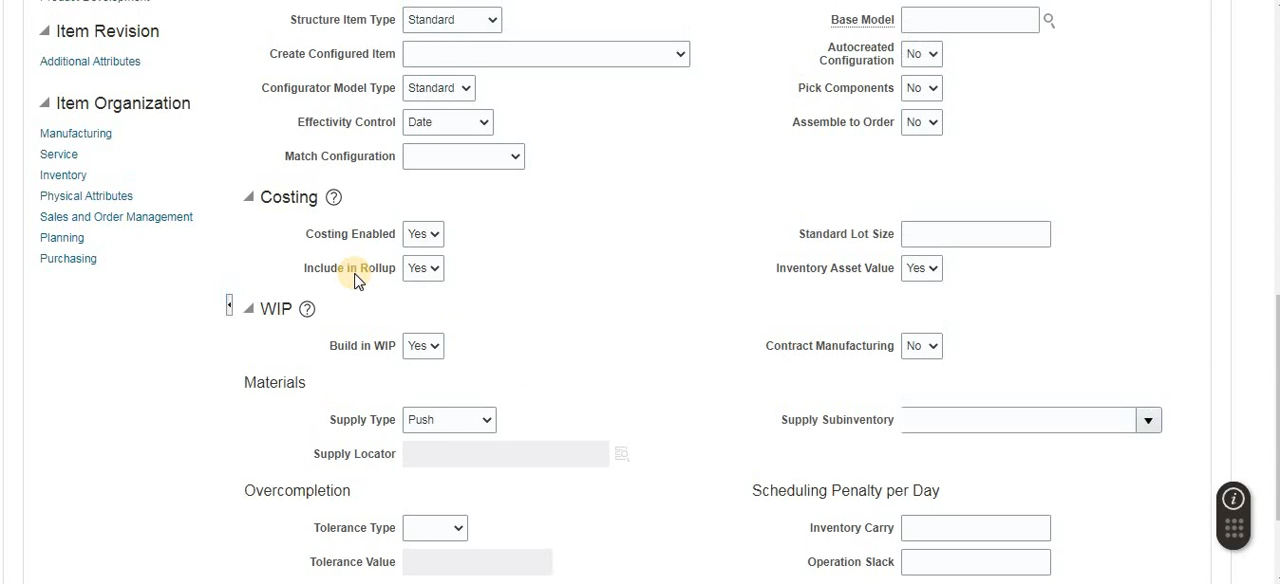 Item Revision
Additional Attributes
Item Organization
Manufacturing
Service
Inventory
Physical Attributes
Sales and Order Management
Planning
Purchasing
Structure Item Type Standard
Base Model
Create Configured Item
Autocreated
Configuration No
Configurator Model Type Standard
Pick Components No
Effectivity Control Date
Assemble to Order No
Match Configuration
Costing ?
Costing Enabled Yes
Standard Lot Size
Include in Rollup Yes
Inventory Asset Value Yes
WIP ?
Build in WIP Yes
Contract Manufacturing No
Materials
Supply Type Push
Supply Subinventory
Supply Locator
Overcompletion
Scheduling Penalty per Day
Tolerance Type
Inventory Carry
Tolerance Value
Operation Slack